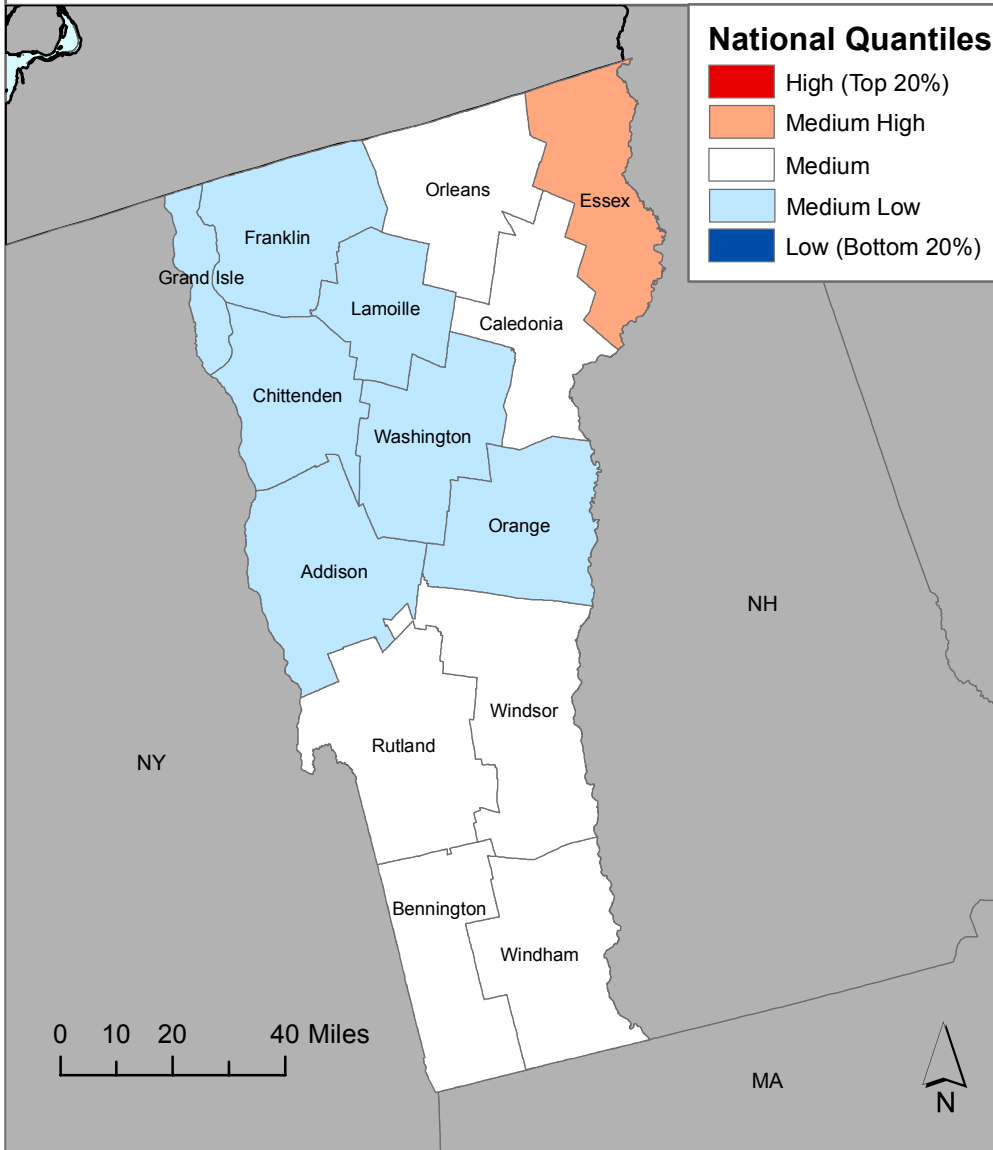 National Quantiles
High (Top 20%)
Medium High
Medium
Medium Low
Low (Bottom 20%)
Orleans
Essex
Franklin
Grand Isle
Lamoille
Caledonia
Chittenden
Washington
Orange
Addison
NH
Windsor
Rutland
NY
Bennington
Windham
0 10 20 40 Miles
MA
N